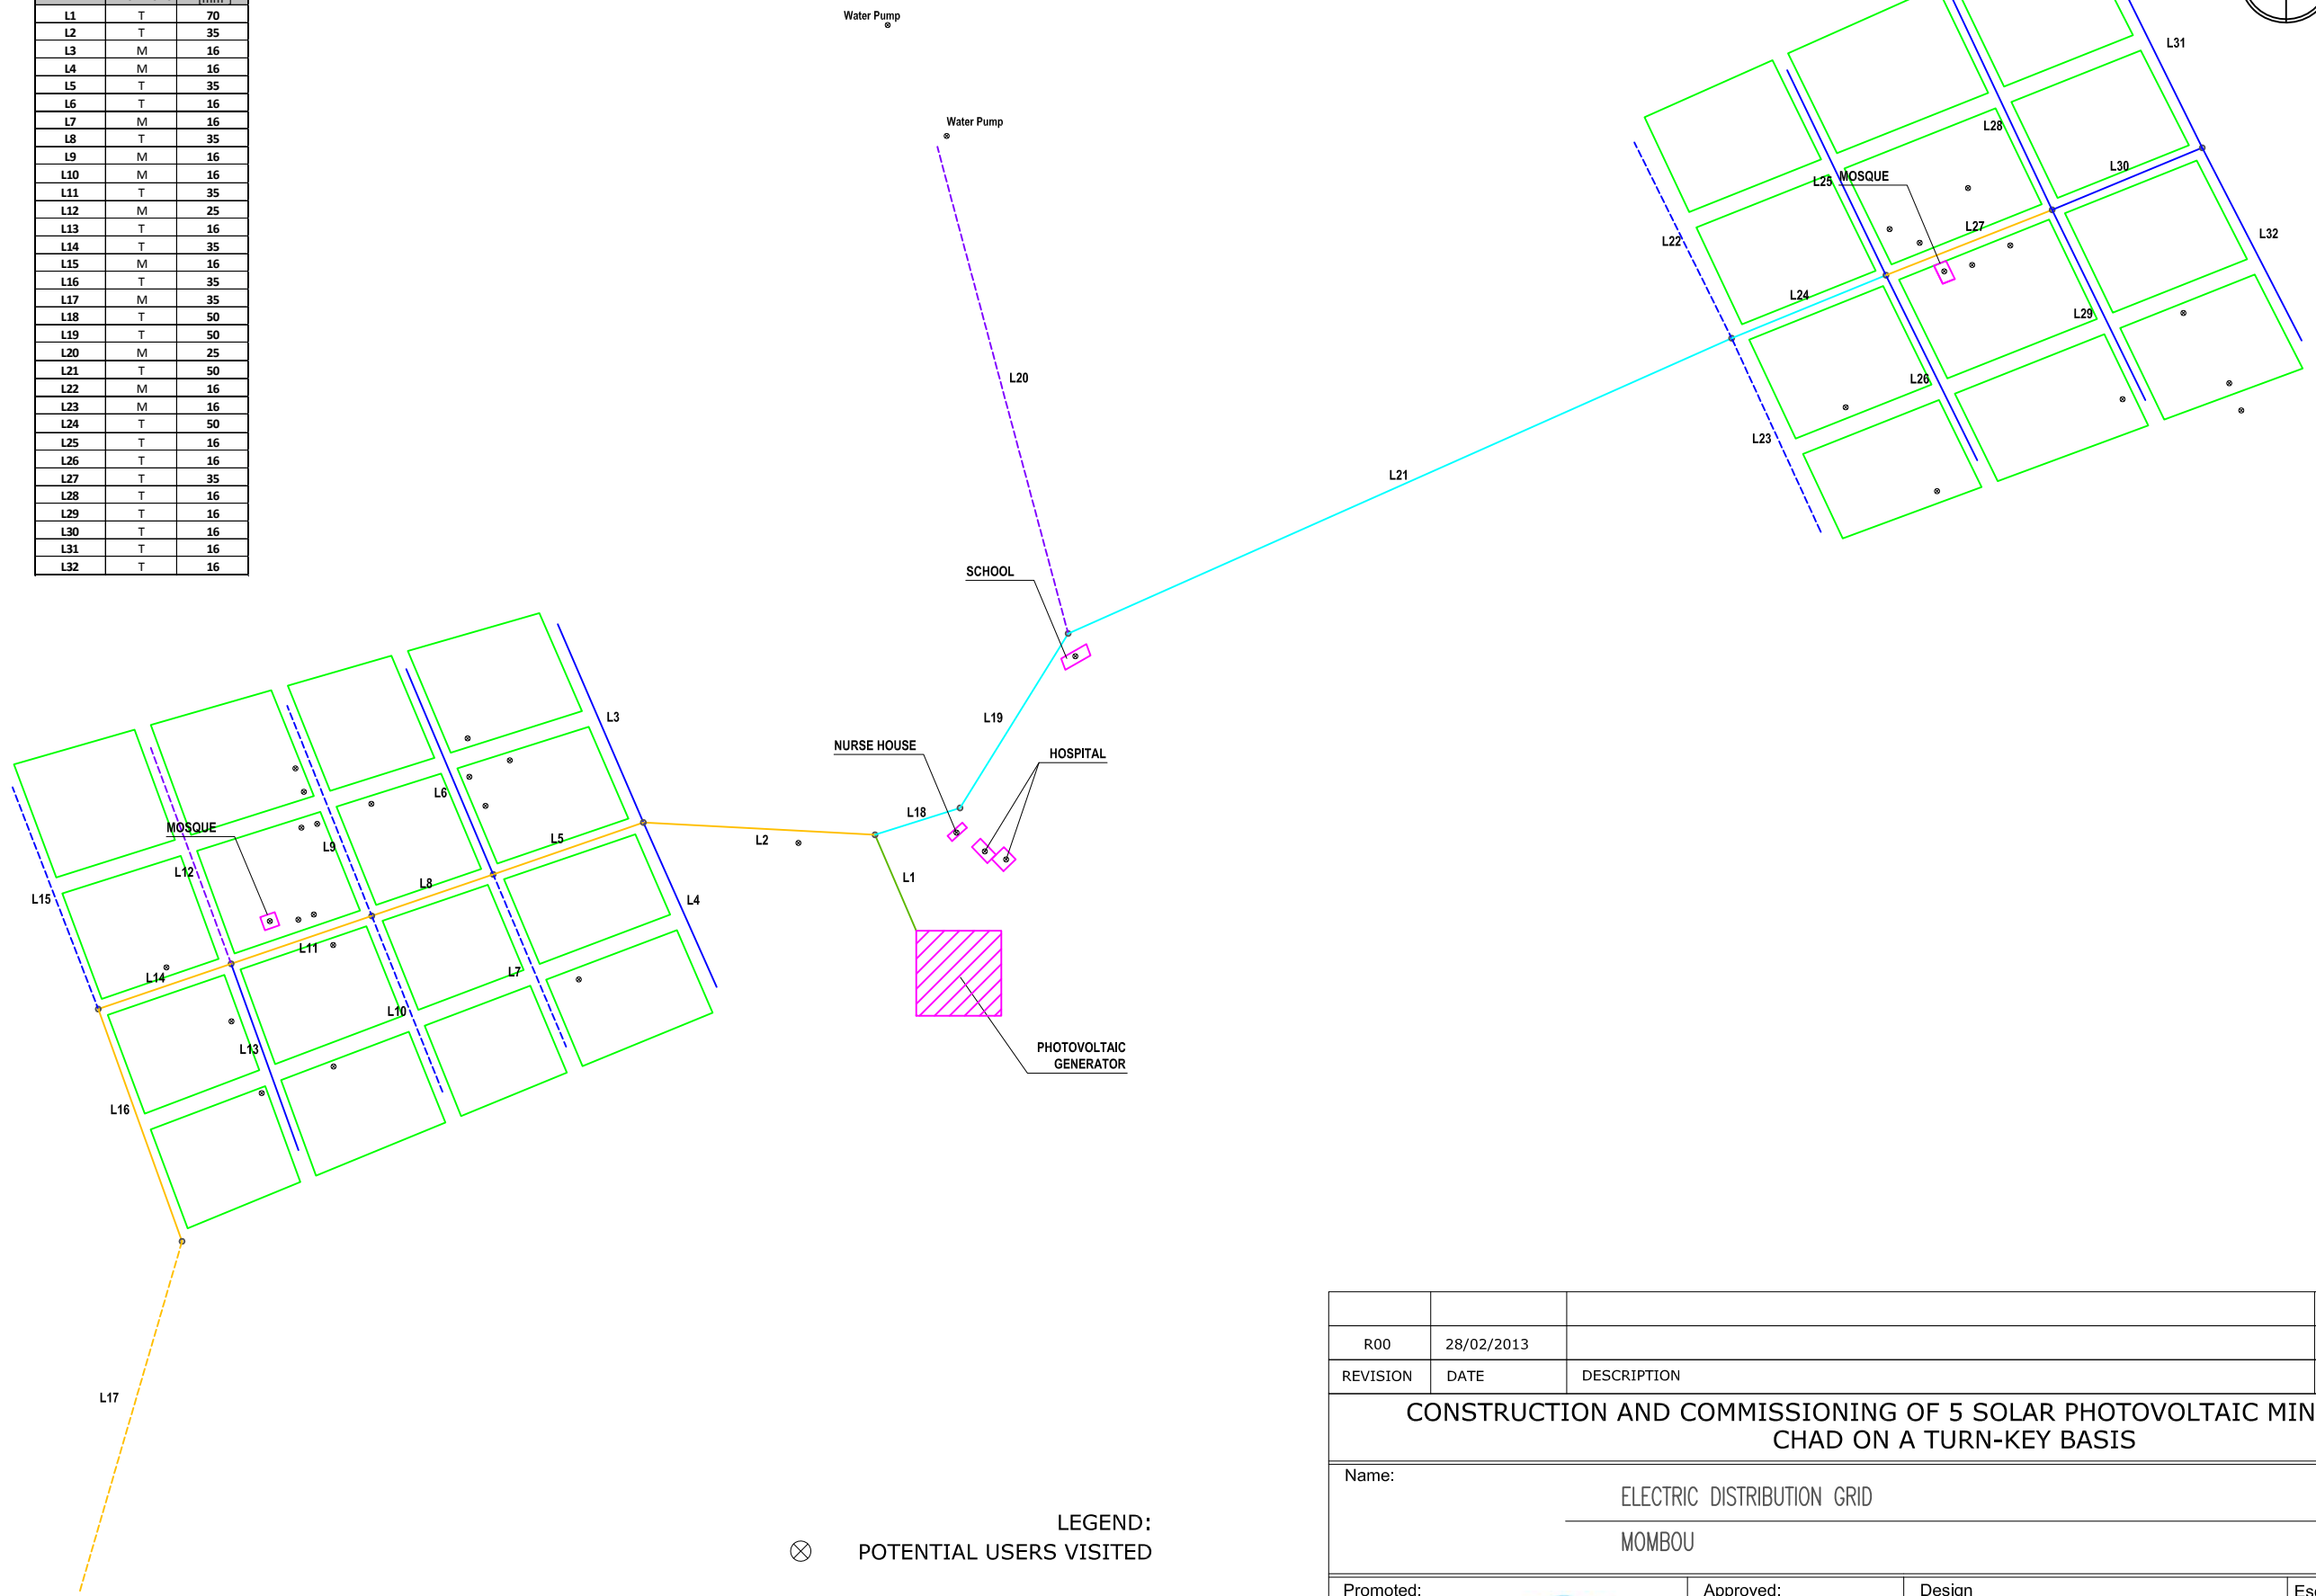 [mm²]
L1 T 70
L2 T 35
L3 M 16
L4 M 16
L5 T 35
L6 T 16
L7 M 16
L8 T 35
L9 M 16
L10 M 16
L11 T 35
L12 M 25
L13 T 16
L14 T 35
L15 M 16
L16 T 35
L17 M 35
L18 T 50
L19 T 50
L20 M 25
L21 T 50
L22 M 16
L23 M 16
L24 T 50
L25 T 16
L26 T 16
L27 T 35
L28 T 16
L29 T 16
L30 T 16
L31 T 16
L32 T 16
Water Pump
Water Pump
L31
L28
L30
L25
MOSQUE
L27
L32
L22
L24
L29
L26
L23
L20
L21
SCHOOL
L3
L19
NURSE HOUSE
HOSPITAL
L6
L18
MOSQUE
L5
L2
L9
L12
L8
L1
L15
L4
L11
L14
L7
L10
L13
PHOTOVOLTAIC
GENERATOR
L16
L17
LEGEND:
POTENTIAL USERS VISITED
R00 28/02/2013
REVISION DATE DESCRIPTION
CONSTRUCTION AND COMMISSIONING OF 5 SOLAR PHOTOVOLTAIC MIN
CHAD ON A TURN-KEY BASIS
Name:
ELECTRIC DISTRIBUTION GRID
MOMBOU
Promoted: Approved: Design Es